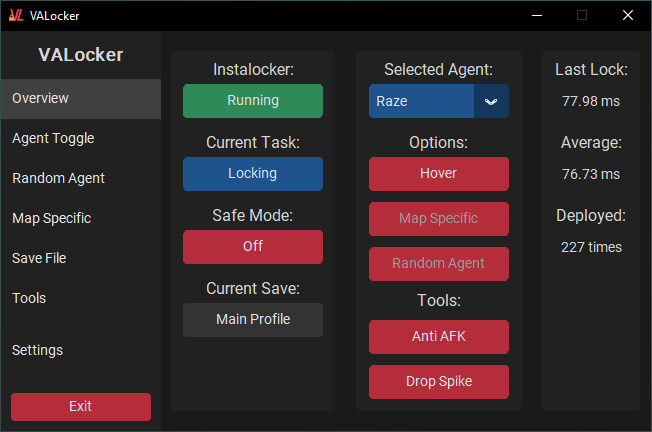 VALocker
VALocker
Overview
Agent Toggle
Random Agent
Map Specific
Save File
Tools
Settings
Exit
Instalocker:
Running
Current Task:
Locking
Safe Mode:
Off
Current Save:
Main Profile
Selected Agent:
Raze
Options:
Hover
Map Specific
Random Agent
Tools:
Anti AFK
Drop Spike
Last Lock:
77.98 ms
Average:
76.73 ms
Deployed:
227 times